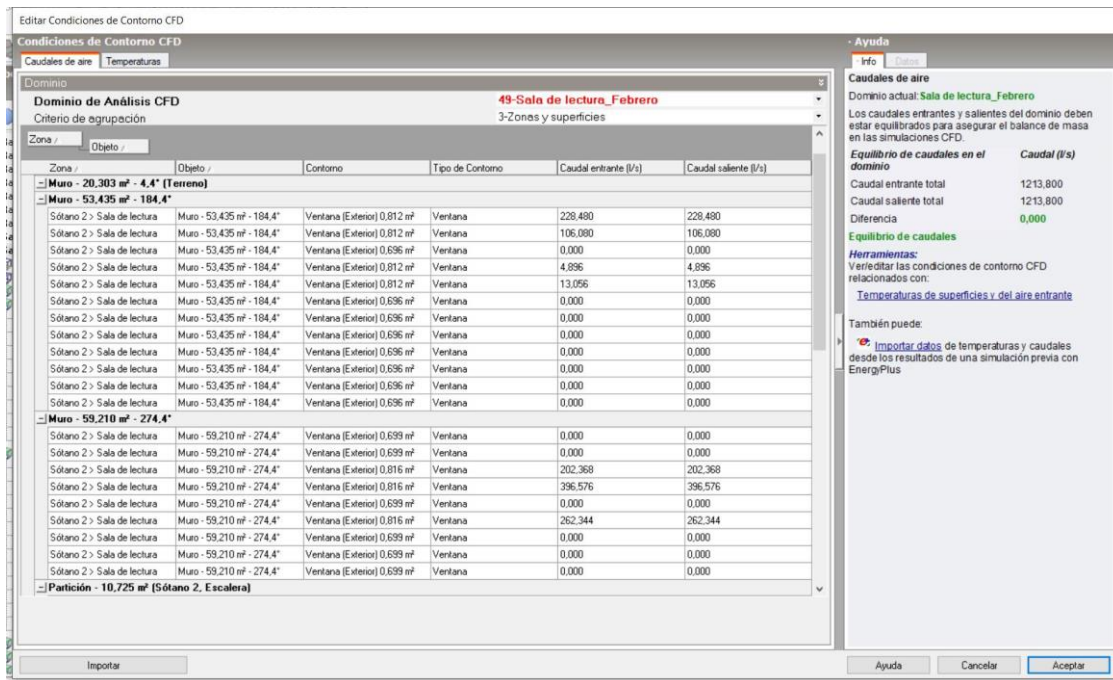 Editar Condiciones de Contorno CFD
Condiciones de Contorno CFD
Caudales de aire Temperaturas
Dominio
Dominio de Análisis CFD 49-Sala de lectura_Febrero
Criterio de agrupación 3-Zonas y superficies
Zona /
Objeto /
Zona / Objeto / Contorno Tipo de Contorno Caudal entrante (l/s) Caudal saliente (l/s)
Muro - 20,303 m² - 4,4° (Terreno)
Muro - 53,435 m² - 184,4°
Sótano 2 > Sala de lectura Muro - 53,435 m² - 184,4° Ventana (Exterior) 0,812 m² Ventana 228,480 228,480
Sótano 2 > Sala de lectura Muro - 53,435 m² - 184,4° Ventana (Exterior) 0,812 m² Ventana 106,080 106,080
Sótano 2 > Sala de lectura Muro - 53,435 m² - 184,4° Ventana (Exterior) 0,696 m² Ventana 0,000 0,000
Sótano 2 > Sala de lectura Muro - 53,435 m² - 184,4° Ventana (Exterior) 0,812 m² Ventana 4,896 4,896
Sótano 2 > Sala de lectura Muro - 53,435 m² - 184,4° Ventana (Exterior) 0,812 m² Ventana 13,056 13,056
Sótano 2 > Sala de lectura Muro - 53,435 m² - 184,4° Ventana (Exterior) 0,696 m² Ventana 0,000 0,000
Sótano 2 > Sala de lectura Muro - 53,435 m² - 184,4° Ventana (Exterior) 0,696 m² Ventana 0,000 0,000
Sótano 2 > Sala de lectura Muro - 53,435 m² - 184,4° Ventana (Exterior) 0,696 m² Ventana 0,000 0,000
Sótano 2 > Sala de lectura Muro - 53,435 m² - 184,4° Ventana (Exterior) 0,696 m² Ventana 0,000 0,000
Sótano 2 > Sala de lectura Muro - 53,435 m² - 184,4° Ventana (Exterior) 0,696 m² Ventana 0,000 0,000
Sótano 2 > Sala de lectura Muro - 53,435 m² - 184,4° Ventana (Exterior) 0,696 m² Ventana 0,000 0,000
Sótano 2 > Sala de lectura Muro - 53,435 m² - 184,4° Ventana (Exterior) 0,696 m² Ventana 0,000 0,000
Muro - 59,210 m² - 274,4°
Sótano 2 > Sala de lectura Muro - 59,210 m² - 274,4° Ventana (Exterior) 0,699 m² Ventana 0,000 0,000
Sótano 2 > Sala de lectura Muro - 59,210 m² - 274,4° Ventana (Exterior) 0,699 m² Ventana 0,000 0,000
Sótano 2 > Sala de lectura Muro - 59,210 m² - 274,4° Ventana (Exterior) 0,816 m² Ventana 202,368 202,368
Sótano 2 > Sala de lectura Muro - 59,210 m² - 274,4° Ventana (Exterior) 0,816 m² Ventana 396,576 396,576
Sótano 2 > Sala de lectura Muro - 59,210 m² - 274,4° Ventana (Exterior) 0,699 m² Ventana 0,000 0,000
Sótano 2 > Sala de lectura Muro - 59,210 m² - 274,4° Ventana (Exterior) 0,816 m² Ventana 262,344 262,344
Sótano 2 > Sala de lectura Muro - 59,210 m² - 274,4° Ventana (Exterior) 0,699 m² Ventana 0,000 0,000
Sótano 2 > Sala de lectura Muro - 59,210 m² - 274,4° Ventana (Exterior) 0,699 m² Ventana 0,000 0,000
Sótano 2 > Sala de lectura Muro - 59,210 m² - 274,4° Ventana (Exterior) 0,699 m² Ventana 0,000 0,000
Partición - 10,725 m² (Sótano 2, Escalera)
Importar
Ayuda
Info Datos
Caudales de aire
Dominio actual: Sala de lectura_Febrero
Los caudales entrantes y salientes del dominio deben
estar equilibrados para asegurar el balance de masa
en las simulaciones CFD.
Equilibrio de caudales en el Caudal (l/s)
dominio
Caudal entrante total 1213,800
Caudal saliente total 1213,800
Diferencia 0,000
Equilibrio de caudales
Herramientas:
Ver/editar las condiciones de contorno CFD
relacionados con:
Temperaturas de superficies y del aire entrante
También puede:
Importar datos de temperaturas y caudales
desde los resultados de una simulación previa con
EnergyPlus
Ayuda Cancelar Aceptar